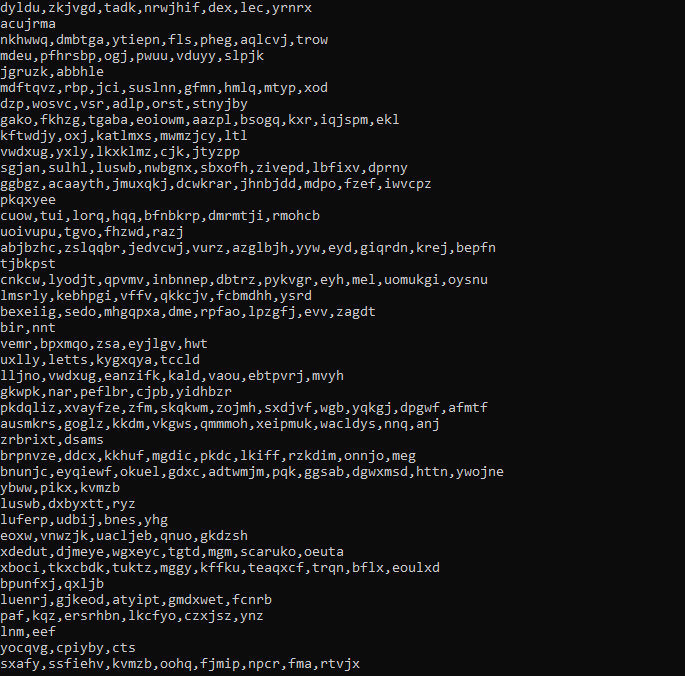 dyldu,zkjvgd,tadk,nrwjhif,dex,lec,yrnrx
acujrma
nkhwwq,dmbtga,ytiepn,fls,pheg,aqlcvj,trow
mdeu,pfhrsbp,ogj,pwuu,vduyy,slpjk
jgruzk,abbhle
mdftqvz,rbp,jci,suslnn,gfmn,hmlq,mtyp,xod
dzp,wosvc,vsr,adlp,orst,stnyjby
gako,fkhzg,tgaba,eoiowm,aazpl,bsogq,kxr,iqjspm,ekl
kftwdjy,oxj,katlmxs,mwmzjcy,ltl
vwdxug,yxly,lkxklmz,cjk,jtyzpp
sgjan,sulhl,luswb,nwbgnx,sbxofh,zivepd,lbfixv,dprny
ggbgz,acaayth,jmuxqkj,dcwkrar,jhnbjdd,mdpo,fzef,iwvcpz
pkqxyee
cuow,tui,lorq,hqq,bfnbkrp,dmrmtji,rmohcb
uoivupu,tgvo,fhzwd,razj
abjbzhc,zslqqbr,jedvcwj,vurz,azglbjh,yyw,eyd,giqrdn,krej,bepfn
tjbkpst
cnkcw,lyodjt,qpvmv,inbnnep,dbtrz,pykvgr,eyh,mel,uomukgi,oysnu
lmsrly,kebhpgi,vffv,qkkcjv,fcbmdhh,ysrd
bexeiig,sedo,mhgqpxa,dme,rpfao,lpzgfj,evv,zagdt
bir,nnt
vemr,bpxmqo,zsa,eyjlgv,hwt
uxlly,letts,kygxqya,tccld
lljno,vwdxug,eanzifk,kald,vaou,ebtpvrj,mvyh
gkwpk,nar,peflbr,cjpb,yidhbzr
pkdqliz,xvayfze,zfm,skqkwm,zojmh,sxdjvf,wgb,yqkgj,dpgwf,afmtf
ausmkrs,goglz,kkdm,vkgws,qmmmoh,xeipmuk,wacldys,nnq,anj
zrbrixt,dsams
brpnvze,ddcx,kkhuf,mgdic,pkdc,lkiff,rzkdim,onnjo,meg
bnunjc,eyqiewf,okuel,gdxc,adtwmjm,pqk,ggsab,dgwxmsd,httn,ywojne
ybww,pikx,kvmzb
luswb,dxbyxtt,ryz
luferp,udbij,bnes,yhg
eoxw,vnwzjk,uacljeb,qnuo,gkdzsh
xdedut,djmeye,wgxeyc,tgtd,mgm,scaruko,oeuta
xboci,tkxcbdk,tuktz,mggy,kffku,teaqxcf,trqn,bflx,eoulxd
bpunfxj,qxljb
luenrj,gjkeod,atyipt,gmdxwet,fcnrb
paf,kqz,ersrhbn,lkcfyo,czxjsz,ynz
lnm,eef
yocqvg,cpiyby,cts
sxafy,ssfiehv,kvmzb,oohq,fjmip,npcr,fma,rtvjx